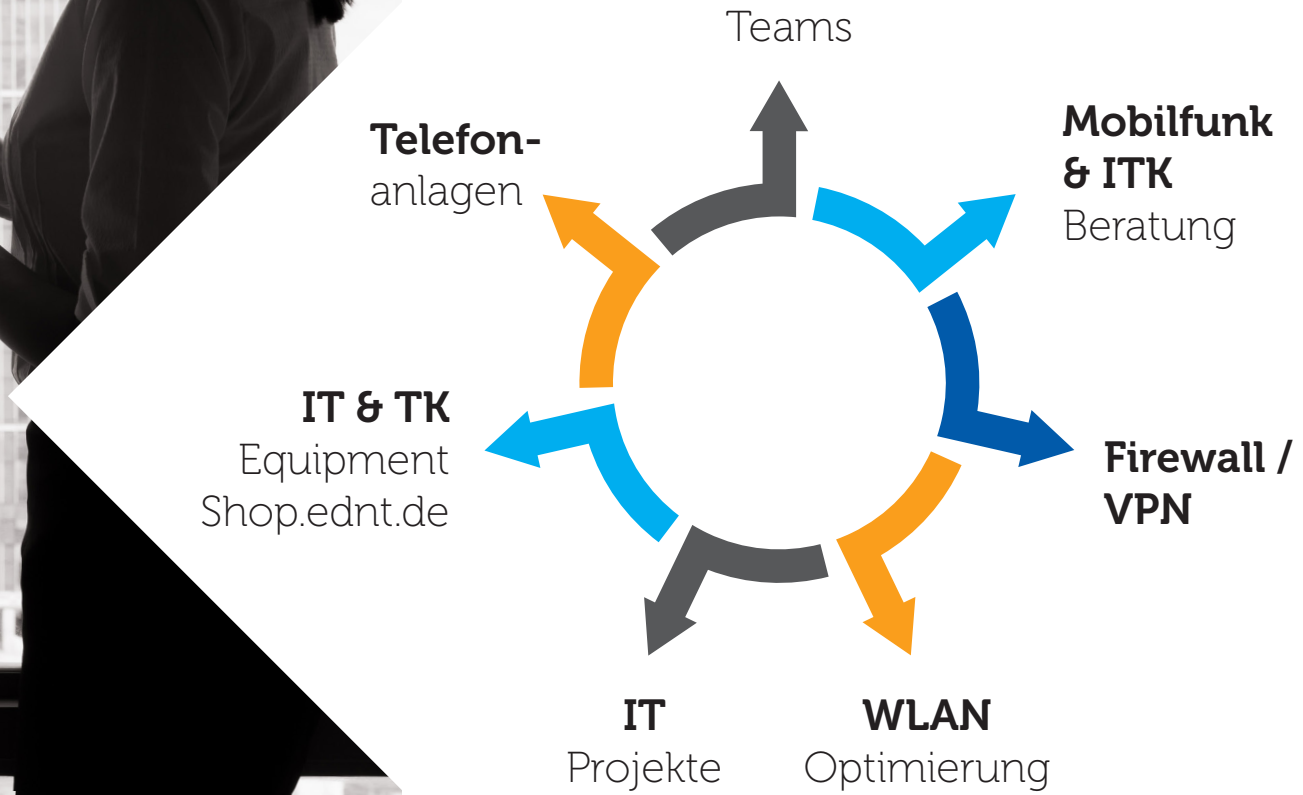 Teams
Mobilfunk
& ITK
Beratung
Telefon-
anlagen
IT & TK
Equipment
Shop.ednt.de
Firewall /
VPN
IT
Projekte
WLAN
Optimierung